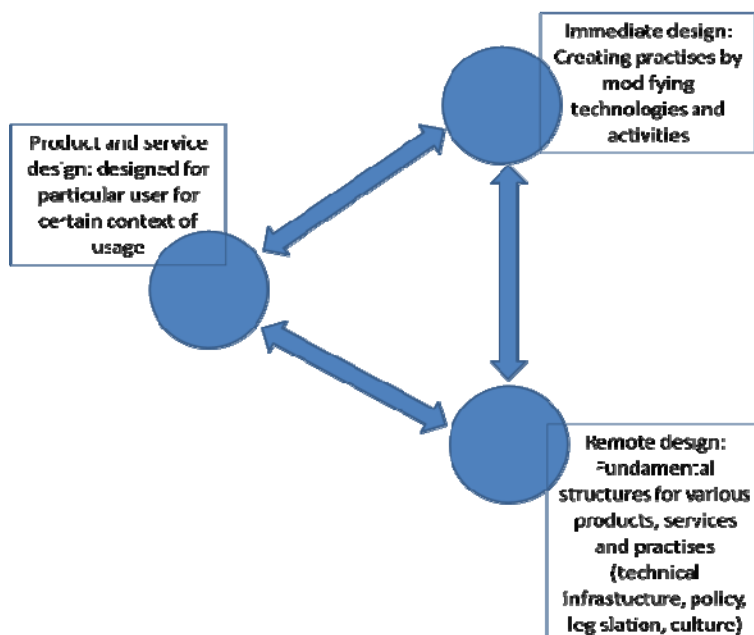 Immediate design:
Creating practises by
mod fying
technologies and
activities
Product and service
design: designed for
particular user for
certain context of
usage
Remote design:
Fundamental
structures for various
products, services
and practises
(technical
infrastucture, policy,
leg slation, culture)